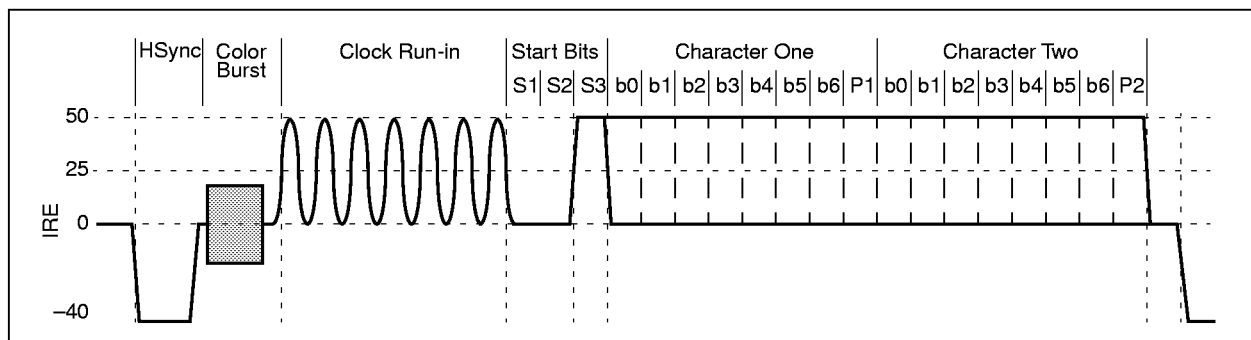 HSync Color Burst Clock Run-in Start Bits Character One Character Two
S1 S2 S3 b0 b1 b2 b3 b4 b5 b6 P1 b0 b1 b2 b3 b4 b5 b6 P2
50
25
0
–40
IRE